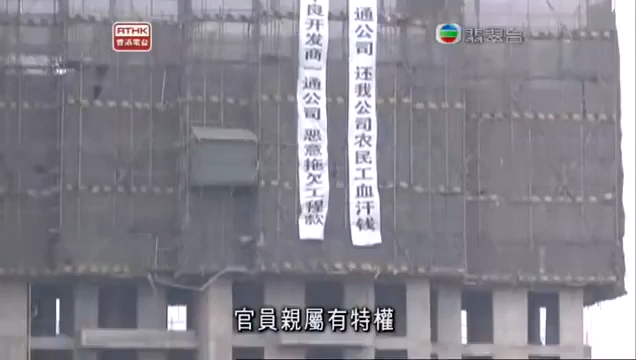 RTHK
香港電台
翡翠台
良开发商 通公司 恶意拖欠工程款
通公司 还我公司农民工血汗钱
官員親屬有特權